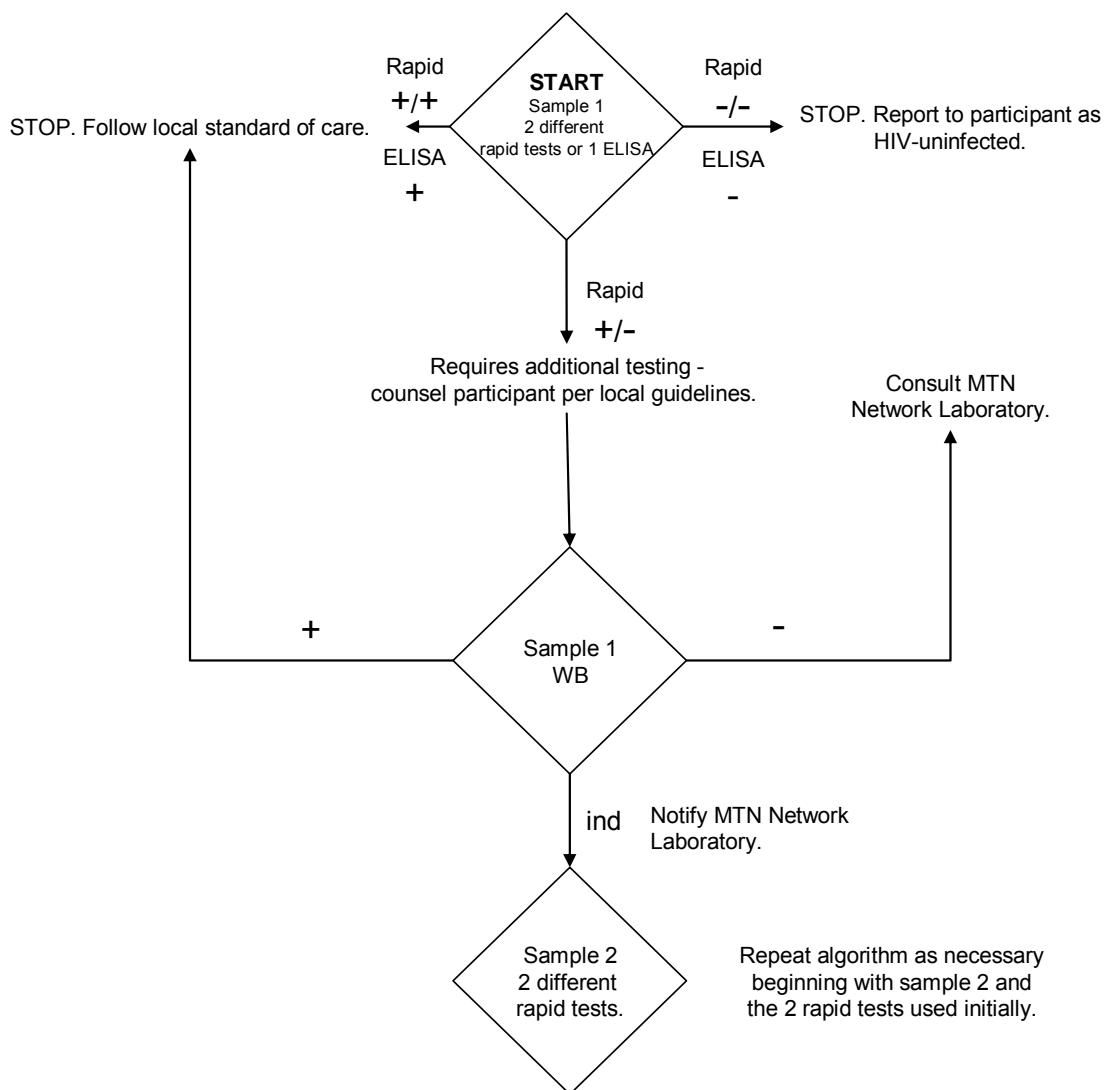 START
Sample 1
2 different
rapid tests or 1 ELISA
Rapid
+/+
ELISA
+
STOP. Follow local standard of care.
Rapid
-/-
ELISA
-
STOP. Report to participant as
HIV-uninfected.
Rapid
+/-
Requires additional testing -
counsel participant per local guidelines.
Consult MTN
Network Laboratory.
+
Sample 1
WB
-
ind
Notify MTN Network
Laboratory.
Sample 2
2 different
rapid tests.
Repeat algorithm as necessary
beginning with sample 2 and
the 2 rapid tests used initially.